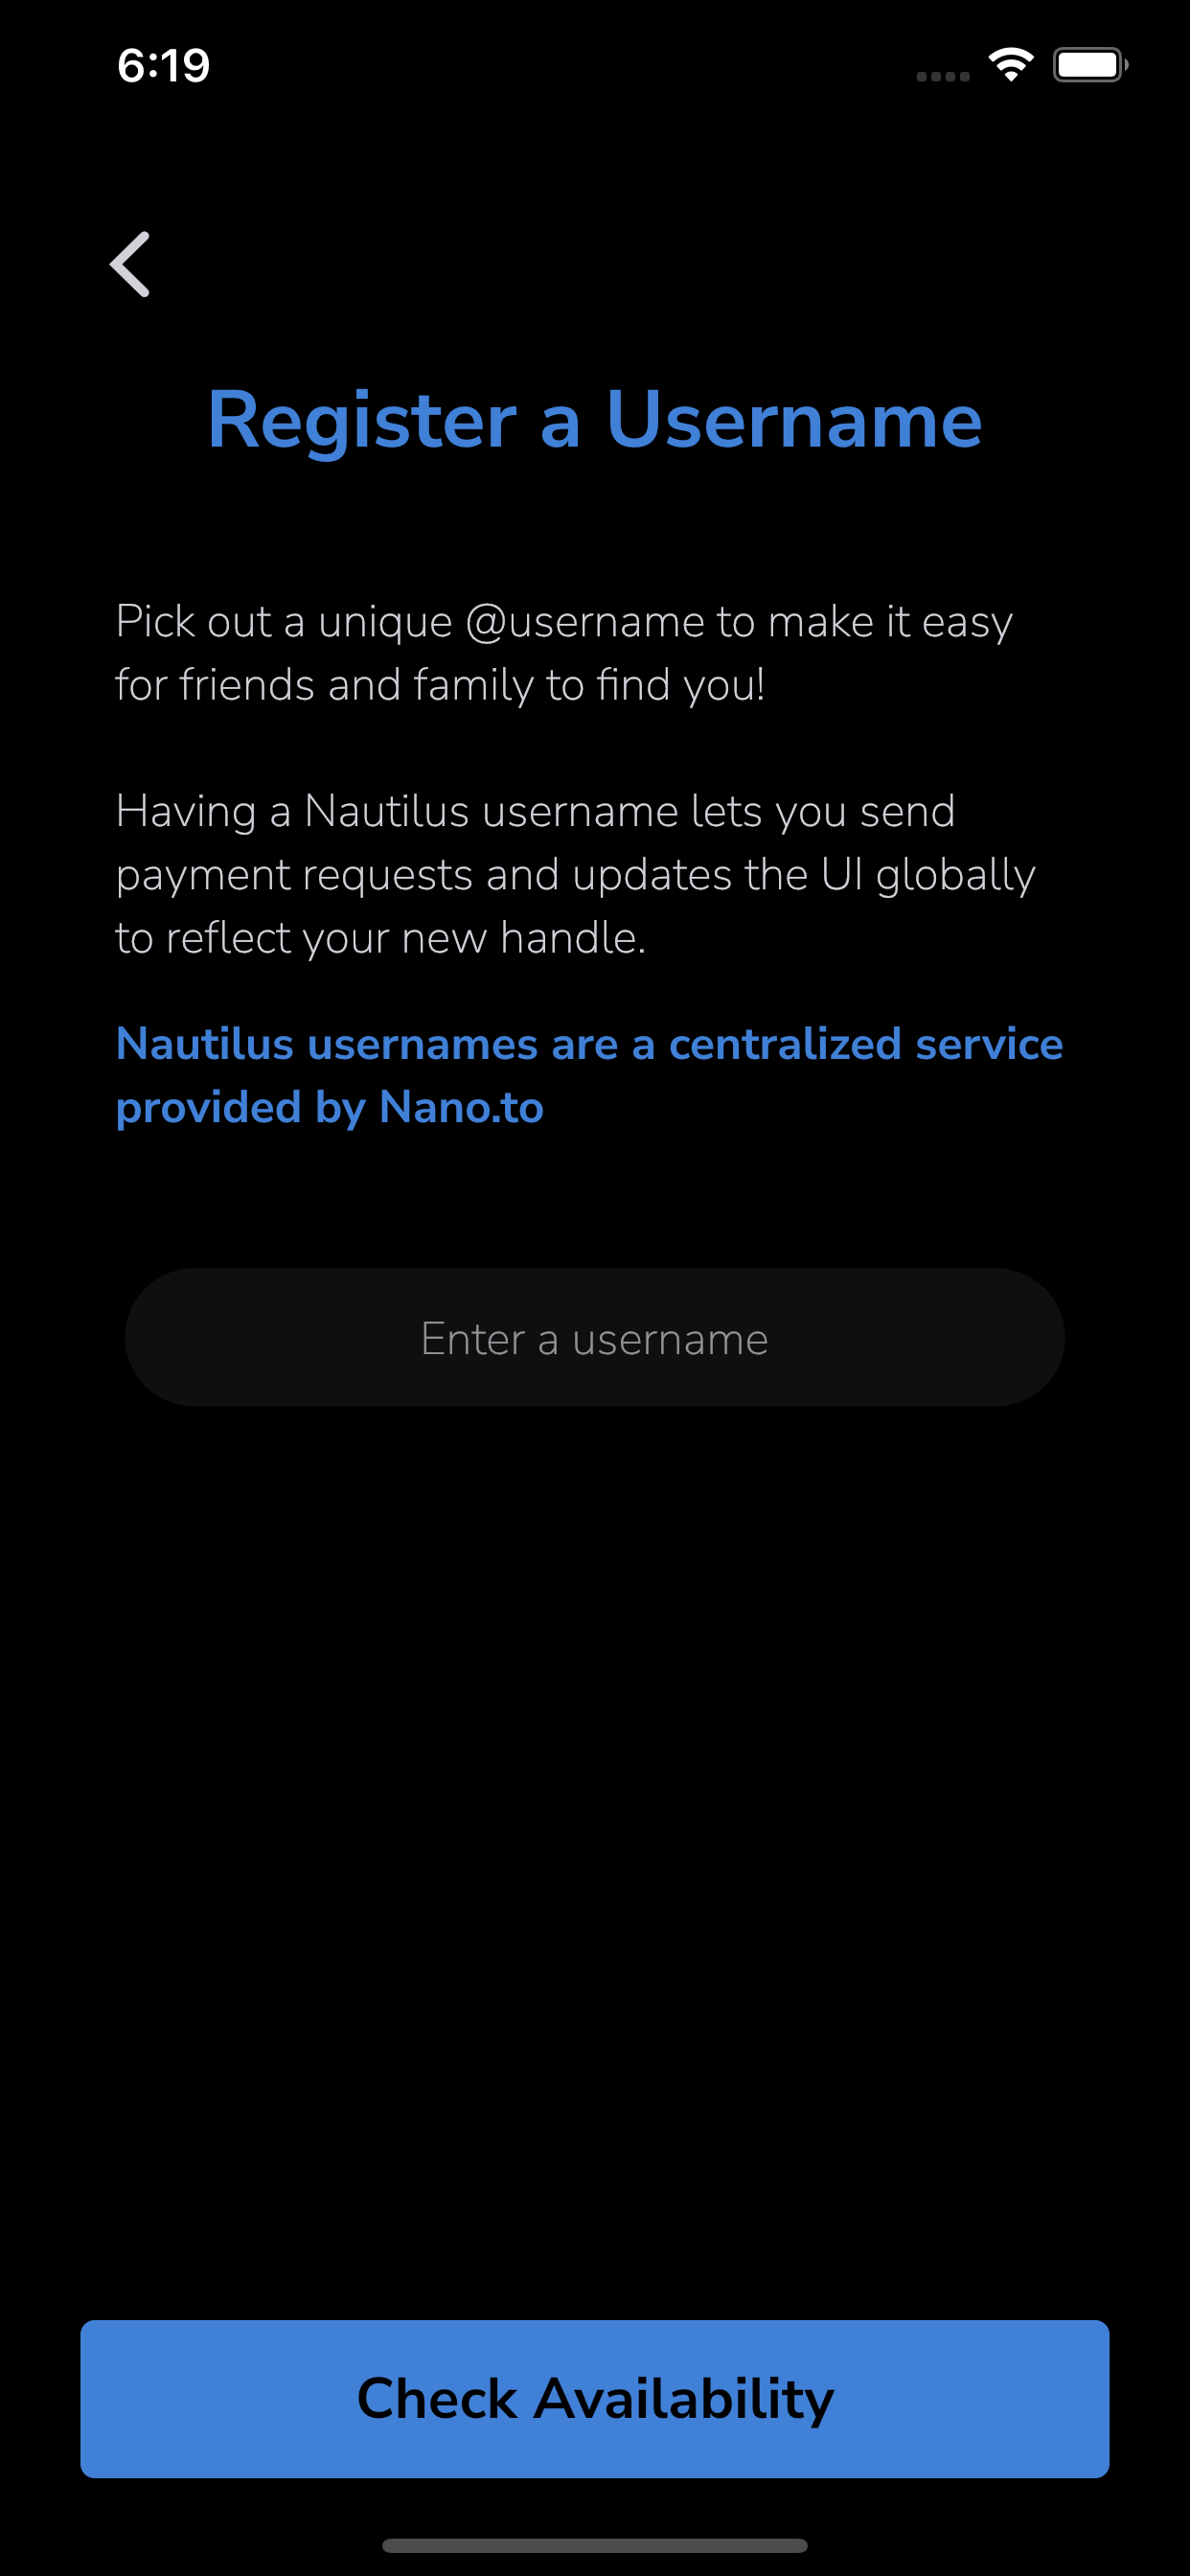 6:19
Register a Username
Pick out a unique @username to make it easy
for friends and family to find you!
Having a Nautilus username lets you send
payment requests and updates the UI globally
to reflect your new handle.
Nautilus usernames are a centralized service
provided by Nano.to
Enter a username
Check Availability